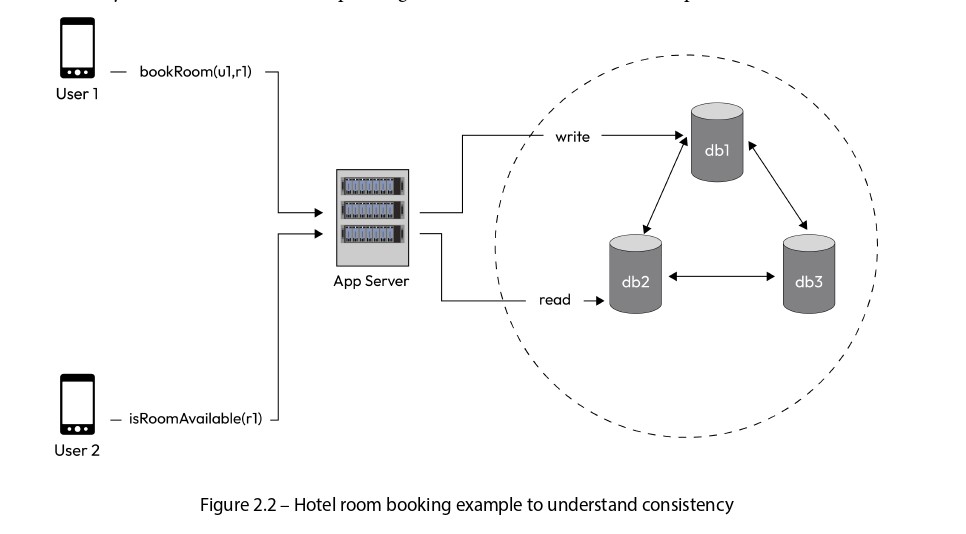 bookRoom(u1,r1)
User 1
write
db1
App Server
db2
db3
read
isRoomAvailable(r1)
User 2
Figure 2.2 – Hotel room booking example to understand consistency